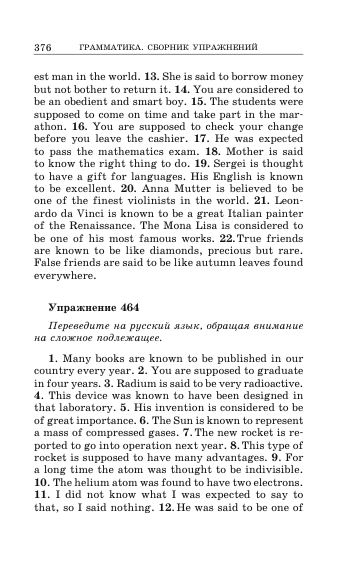 376 ГРАММАТИКА. СБОРНИК УПРАЖНЕНИЙ
est man in the world. 13. She is said to borrow money
but not bother to return it. 14. You are considered to
be an obedient and smart boy. 15. The students were
supposed to come on time and take part in the mar-
athon. 16. You are supposed to check your change
before you leave the cashier. 17. He was expected
to pass the mathematics exam. 18. Mother is said
to know the right thing to do. 19. Sergei is thought
to have a gift for languages. His English is known
to be excellent. 20. Anna Mutter is believed to be
one of the finest violinists in the world. 21. Leon-
ardo da Vinci is known to be a great Italian painter
of the Renaissance. The Mona Lisa is considered to
be one of his most famous works. 22. True friends
are known to be like diamonds, precious but rare.
False friends are said to be like autumn leaves found
everywhere.
Упражнение 464
Переведите на русский язык, обращая внимание
на сложное подлежащее.
1. Many books are known to be published in our
country every year. 2. You are supposed to graduate
in four years. 3. Radium is said to be very radioactive.
4. This device was known to have been designed in
that laboratory. 5. His invention is considered to be
of great importance. 6. The Sun is known to represent
a mass of compressed gases. 7. The new rocket is re-
ported to go into operation next year. 8. This type of
rocket is supposed to have many advantages. 9. For
a long time the atom was thought to be indivisible.
10. The helium atom was found to have two electrons.
11. I did not know what I was expected to say to
that, so I said nothing. 12. He was said to be one of